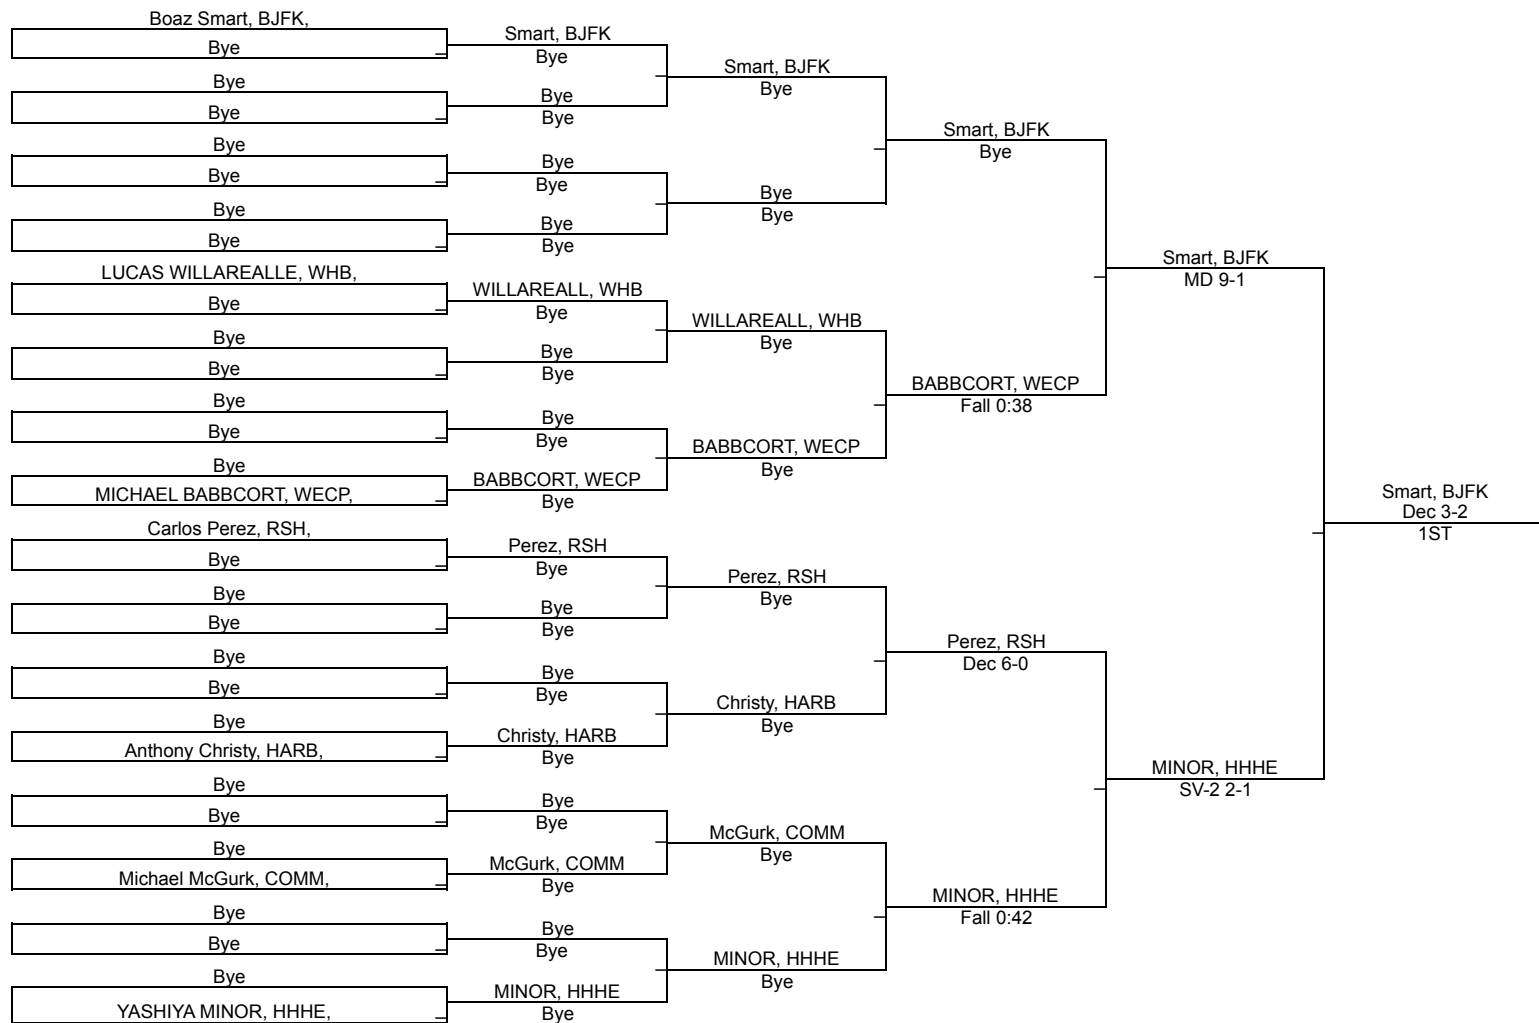 Boaz Smart, BJFK,
Bye
Bye
Bye
Bye
Bye
Bye
Bye
LUCAS WILLAREALLE, WHB,
Bye
Bye
Bye
Bye
Bye
Bye
MICHAEL BABBCORT, WECP,
Carlos Perez, RSH,
Bye
Bye
Bye
Bye
Bye
Bye
Anthony Christy, HARB,
Bye
Bye
Bye
Michael McGurk, COMM,
Bye
Bye
Bye
YASHIYA MINOR, HHHE,
Smart, BJFK
Bye
Bye
Bye
Bye
Bye
Bye
Bye
WILLAREALL, WHB
Bye
Bye
Bye
Bye
Bye
BABBCORT, WECP
Bye
Perez, RSH
Bye
Bye
Bye
Bye
Bye
Christy, HARB
Bye
Bye
Bye
McGurk, COMM
Bye
Bye
Bye
MINOR, HHHE
Bye
Smart, BJFK
Bye
Bye
Bye
WILLAREALL, WHB
Bye
BABBCORT, WECP
Bye
Perez, RSH
Bye
Christy, HARB
Bye
McGurk, COMM
Bye
MINOR, HHHE
Bye
Smart, BJFK
Bye
BABBCORT, WECP
Fall 0:38
Perez, RSH
Dec 6-0
MINOR, HHHE
Fall 0:42
Smart, BJFK
MD 9-1
MINOR, HHHE
SV-2 2-1
Smart, BJFK
Dec 3-2
1ST